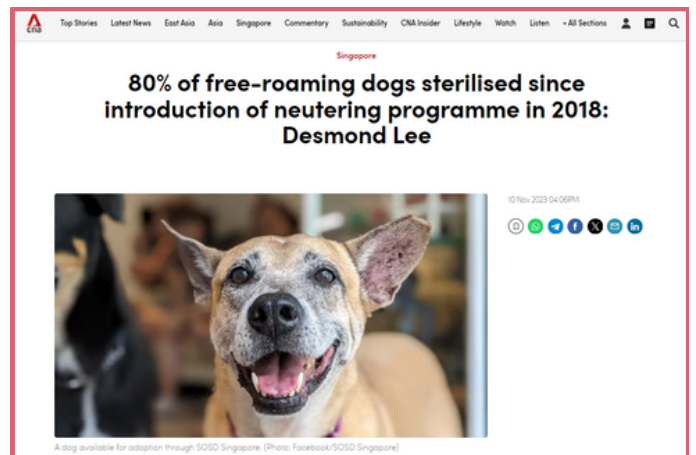 cna
Top Stories Latest News East Asia Asia Singapore Commentary Sustainability CNA Insider Lifestyle Watch Listen + All Sections
Singapore
80% of free-roaming dogs sterilised since
introduction of neutering programme in 2018:
Desmond Lee
10 Nov 2023 04:06PM
A dog available for adoption through SOSD Singapore. (Photo: Facebook/SOSD Singapore)